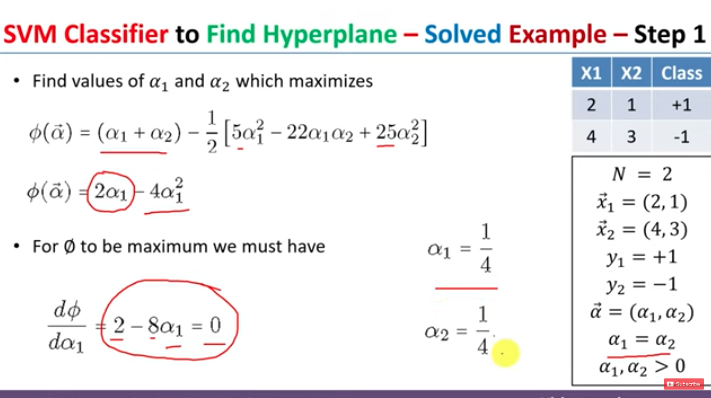 SVM Classifier to Find Hyperplane – Solved Example – Step 1
• Find values of α₁ and α₂ which maximizes
φ(α⃗) = (α₁ + α₂) − 1/2 [5α₁² − 22α₁α₂ + 25α₂²]
φ(α⃗) = 2α₁ − 4α₁²
• For Ø to be maximum we must have
dφ/dα₁ = 2 − 8α₁ = 0
α₁ = 1/4
α₂ = 1/4
X1 X2 Class
2 1 +1
4 3 -1
N = 2
x⃗₁ = (2, 1)
x⃗₂ = (4, 3)
y₁ = +1
y₂ = −1
α⃗ = (α₁, α₂)
α₁ = α₂
α₁, α₂ > 0
Subscribe